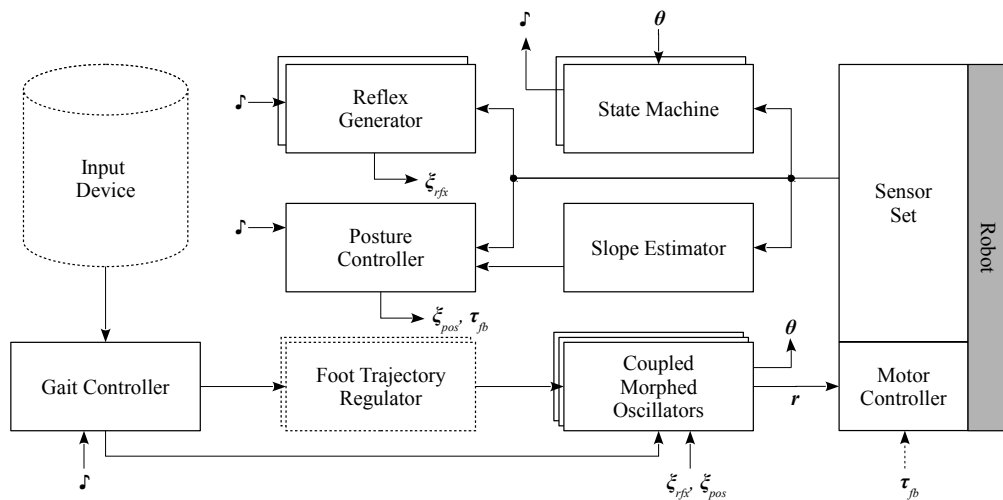 ♪
θ
Reflex
Generator
♪
State Machine
Input
Device
ξrfx
Sensor
Set
Robot
♪
Posture
Controller
Slope Estimator
ξpos, τfb
θ
Gait Controller
Foot Trajectory
Regulator
Coupled
Morphed
Oscillators
r
Motor
Controller
♪
ξrfx, ξpos
τfb